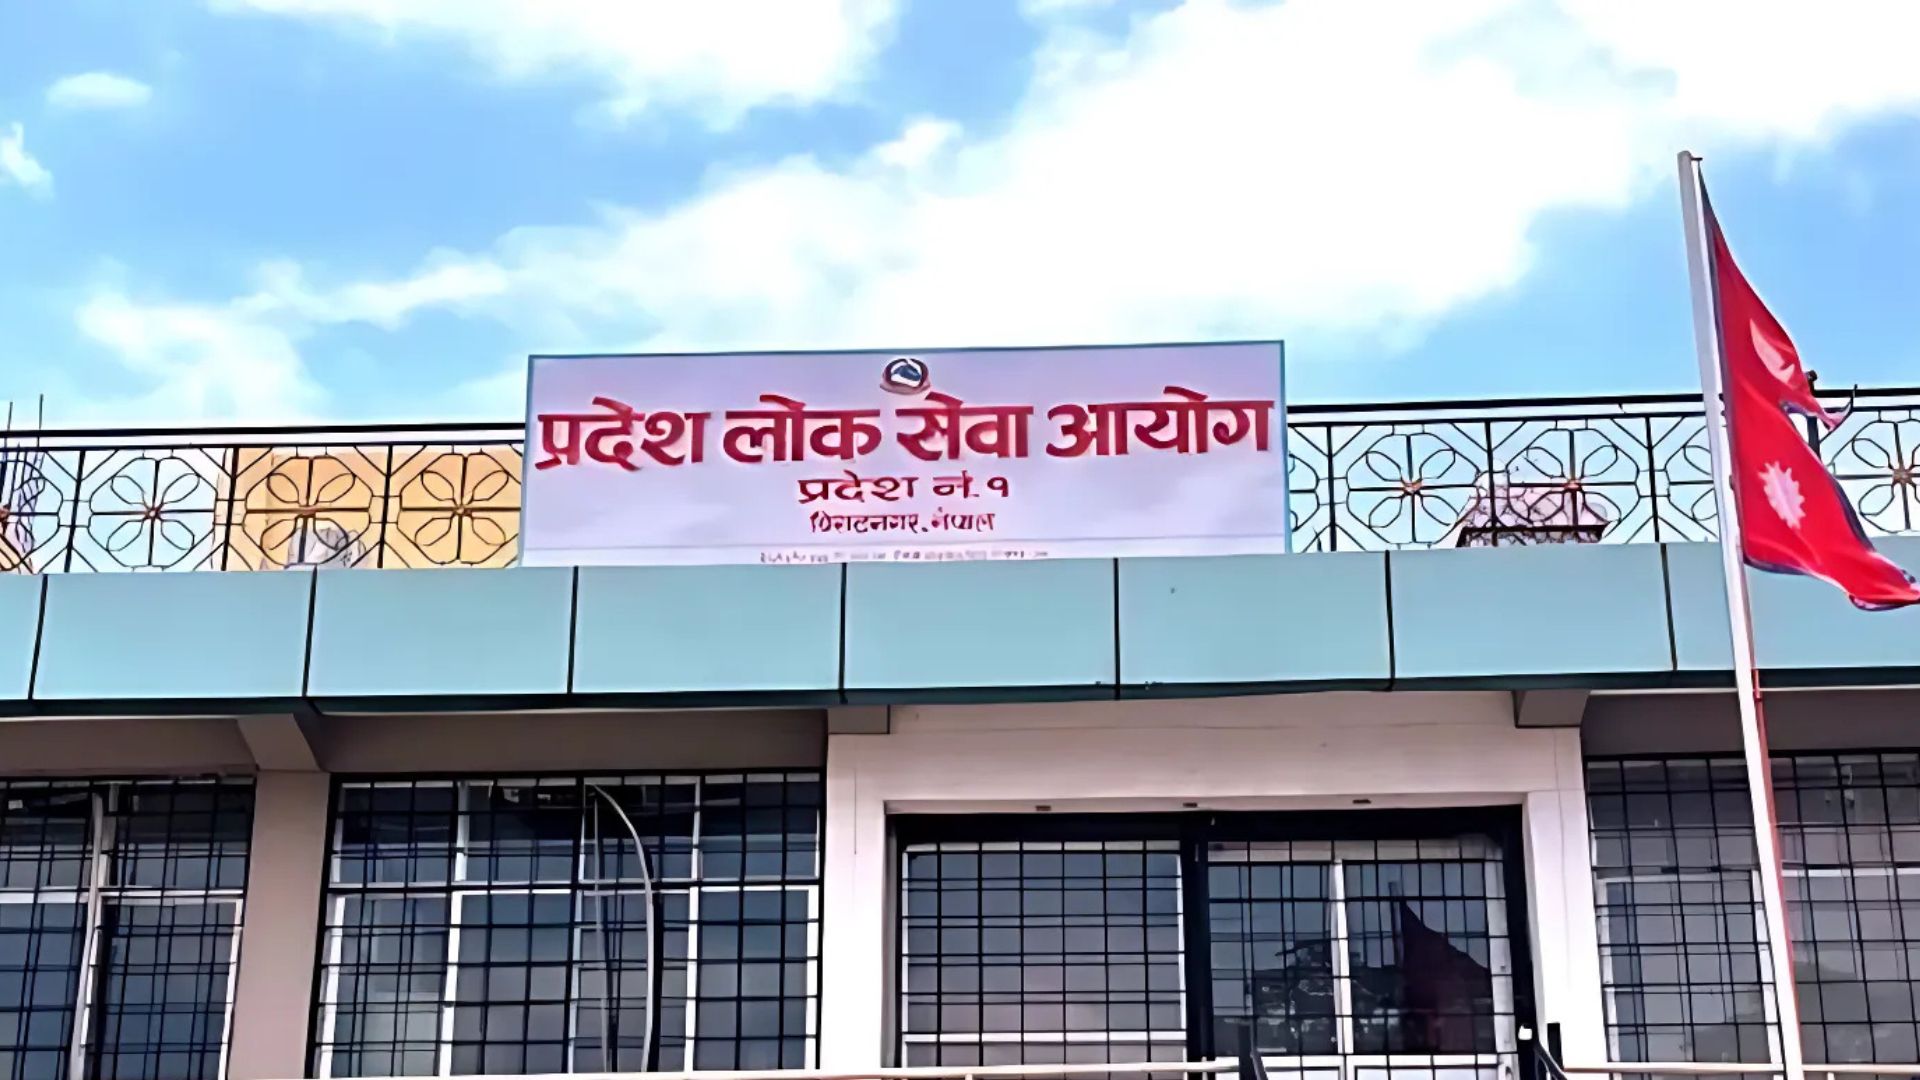 प्रदेश लोक सेवा आयोग
प्रदेश नं. १
विराटनगर, नेपाल